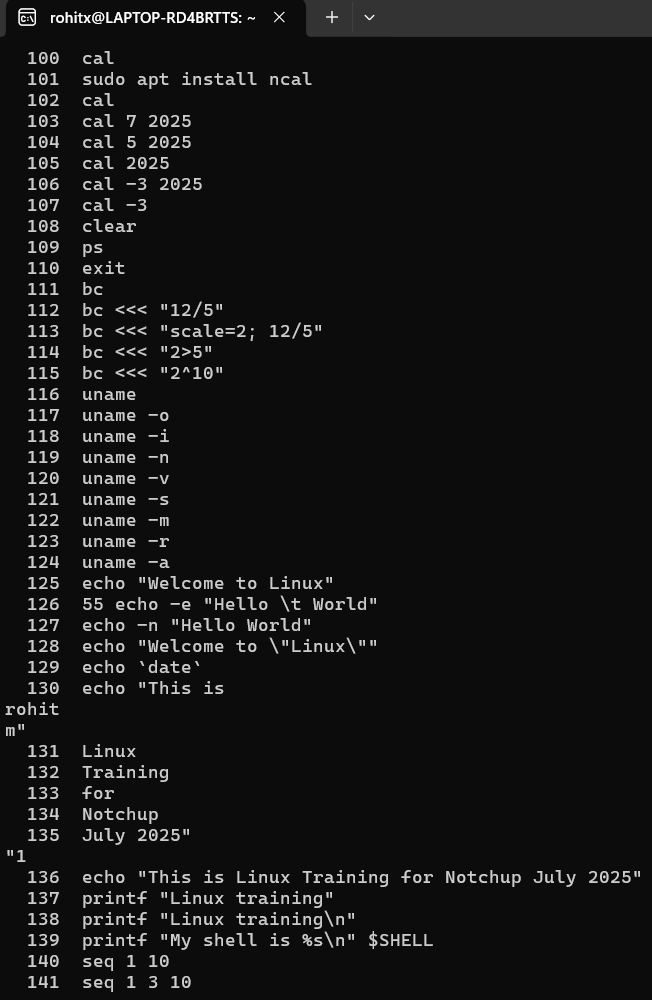 rohitx@LAPTOP-RD4BRTTS: ~
100 cal
101 sudo apt install ncal
102 cal
103 cal 7 2025
104 cal 5 2025
105 cal 2025
106 cal -3 2025
107 cal -3
108 clear
109 ps
110 exit
111 bc
112 bc <<< "12/5"
113 bc <<< "scale=2; 12/5"
114 bc <<< "2>5"
115 bc <<< "2^10"
116 uname
117 uname -o
118 uname -i
119 uname -n
120 uname -v
121 uname -s
122 uname -m
123 uname -r
124 uname -a
125 echo "Welcome to Linux"
126 55 echo -e "Hello \t World"
127 echo -n "Hello World"
128 echo "Welcome to \"Linux\""
129 echo `date`
130 echo "This is
rohit
m"
131 Linux
132 Training
133 for
134 Notchup
135 July 2025"
"1
136 echo "This is Linux Training for Notchup July 2025"
137 printf "Linux training"
138 printf "Linux training\n"
139 printf "My shell is %s\n" $SHELL
140 seq 1 10
141 seq 1 3 10